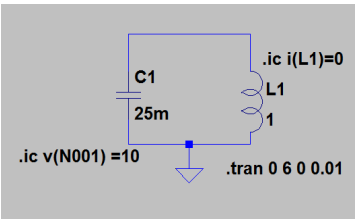 .ic i(L1)=0
C1
L1
25m
1
.ic v(N001) =10
.tran 0 6 0 0.01